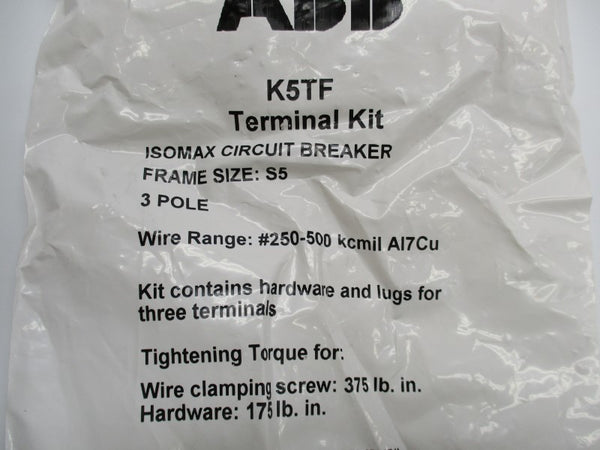 ABB
K5TF
Terminal Kit
ISOMAX CIRCUIT BREAKER
FRAME SIZE: S5
3 POLE
Wire Range: #250-500 kcmil Al7Cu
Kit contains hardware and lugs for
three terminals
Tightening Torque for:
Wire clamping screw: 375 lb. in.
Hardware: 175 lb. in.